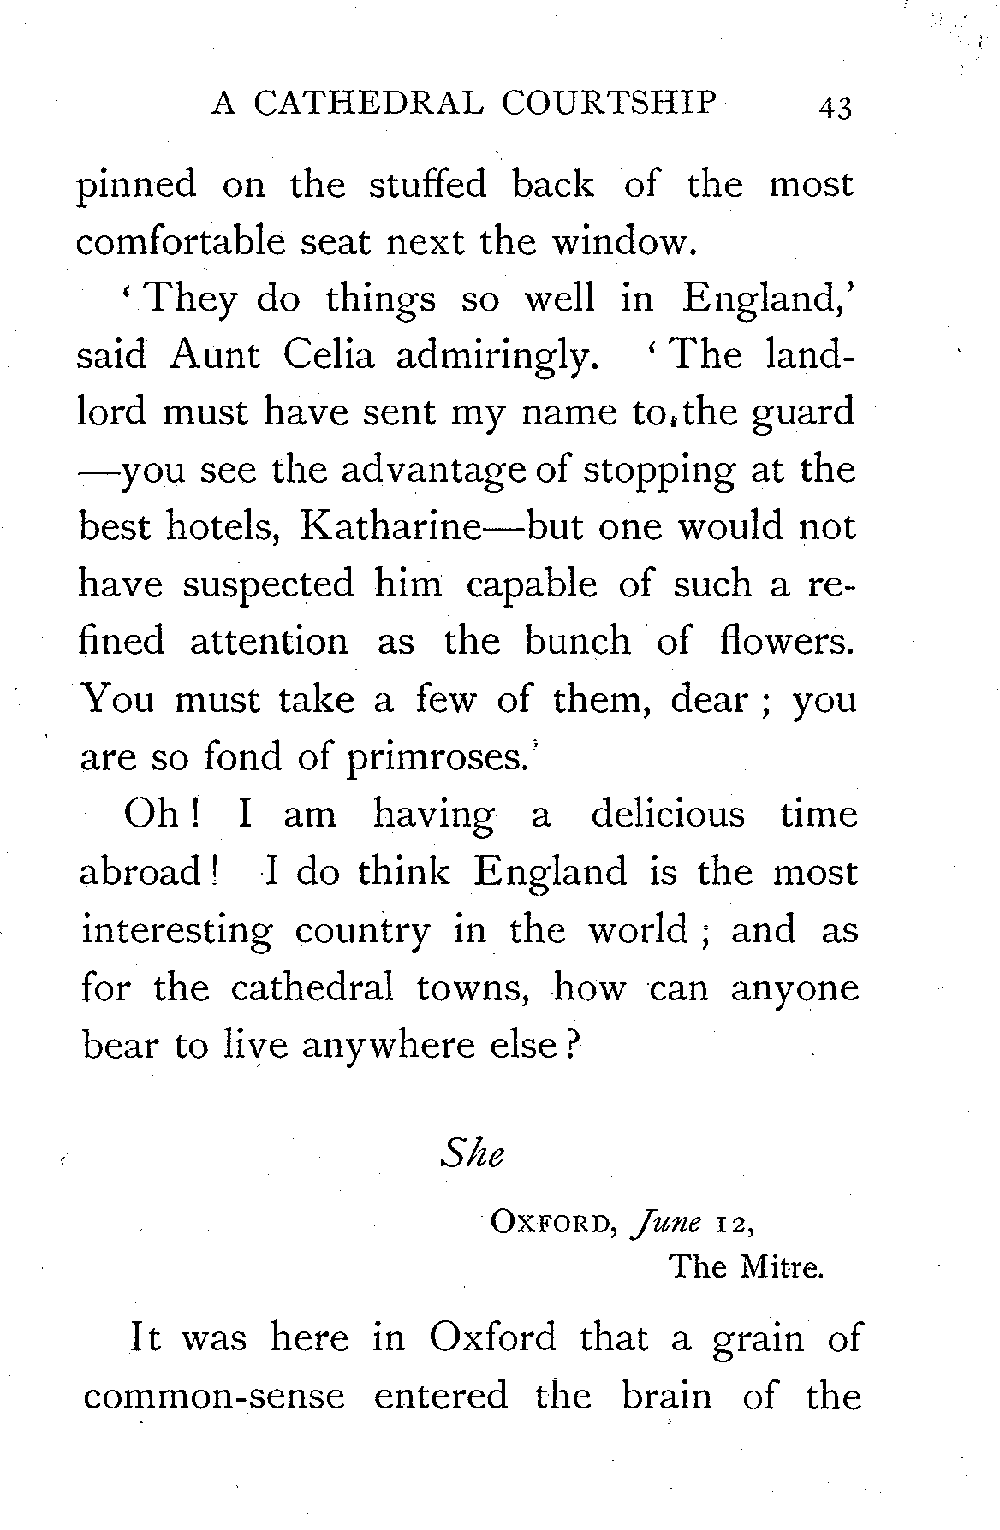 A CATHEDRAL COURTSHIP 43
pinned on the stuffed back of the most
comfortable seat next the window.
‘They do things so well in England,’
said Aunt Celia admiringly. ‘The land-
lord must have sent my name to the guard
—you see the advantage of stopping at the
best hotels, Katharine—but one would not
have suspected him capable of such a re-
fined attention as the bunch of flowers.
You must take a few of them, dear ; you
are so fond of primroses.’
Oh ! I am having a delicious time
abroad ! I do think England is the most
interesting country in the world ; and as
for the cathedral towns, how can anyone
bear to live anywhere else ?
She
OXFORD, June 12,
The Mitre.
It was here in Oxford that a grain of
common-sense entered the brain of the